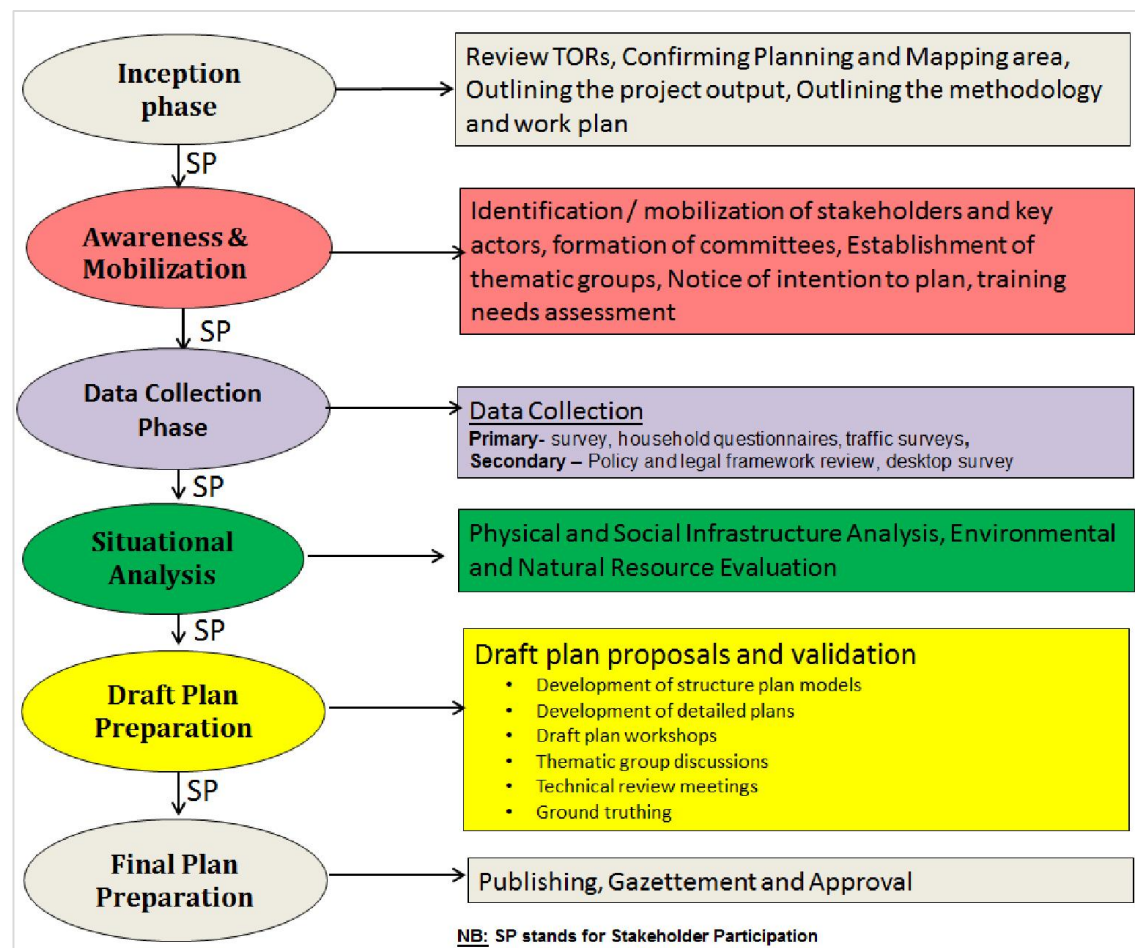 Inception
phase
Review TORs, Confirming Planning and Mapping area,
Outlining the project output, Outlining the methodology
and work plan
SP
Awareness &
Mobilization
Identification / mobilization of stakeholders and key
actors, formation of committees, Establishment of
thematic groups, Notice of intention to plan, training
needs assessment
SP
Data Collection
Phase
Data Collection
Primary- survey, household questionnaires, traffic surveys,
Secondary – Policy and legal framework review, desktop survey
SP
Situational
Analysis
Physical and Social Infrastructure Analysis, Environmental
and Natural Resource Evaluation
SP
Draft Plan
Preparation
Draft plan proposals and validation
• Development of structure plan models
• Development of detailed plans
• Draft plan workshops
• Thematic group discussions
• Technical review meetings
• Ground truthing
SP
Final Plan
Preparation
Publishing, Gazettement and Approval
NB: SP stands for Stakeholder Participation